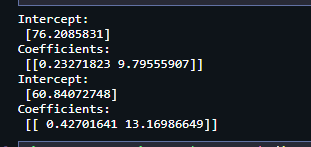 Intercept:
[76.2085831]
Coefficients:
[[0.23271823 9.79555907]]
Intercept:
[60.84072748]
Coefficients:
[[ 0.42701641 13.16986649]]